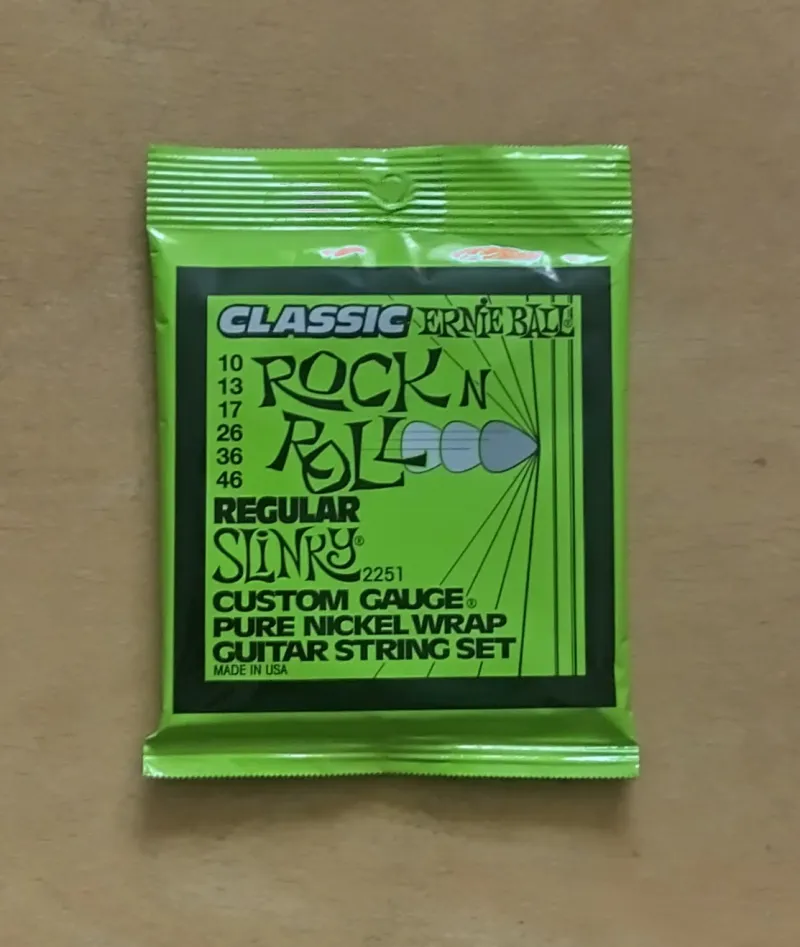 CLASSIC ERNIE BALL
10
13
17
26
36
46
ROCK N
ROLL
REGULAR
SLINKY® 2251
CUSTOM GAUGE®
PURE NICKEL WRAP
GUITAR STRING SET
MADE IN USA